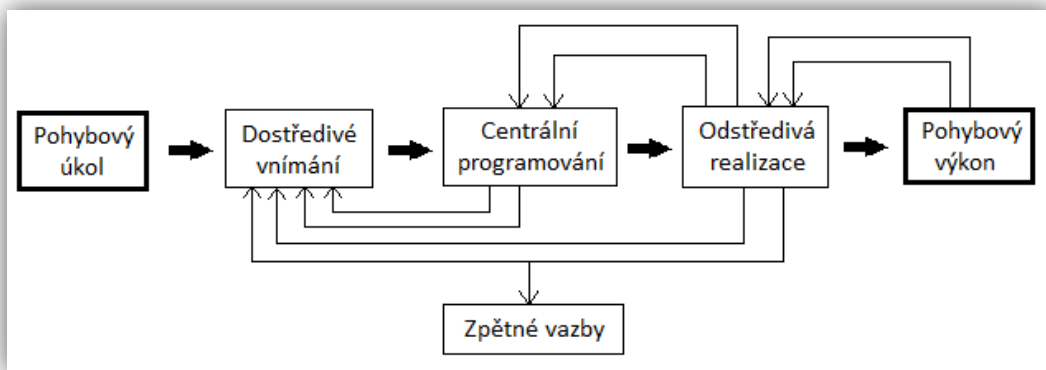 Pohybový
úkol
Dostředivé
vnímání
Centrální
programování
Odstředivá
realizace
Pohybový
výkon
Zpětné vazby